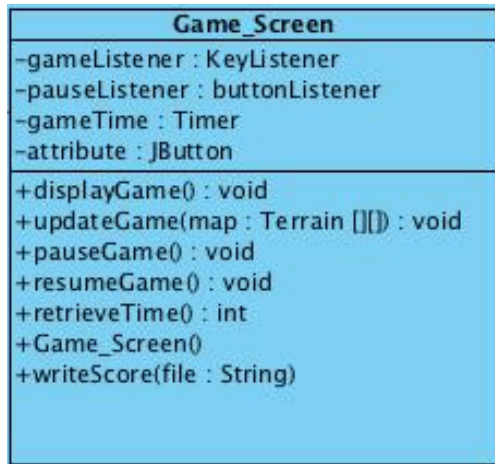 Game_Screen
-gameListener : KeyListener
-pauseListener : buttonListener
-gameTime : Timer
-attribute : JButton
+displayGame() : void
+updateGame(map : Terrain [][]) : void
+pauseGame() : void
+resumeGame() : void
+retrieveTime() : int
+Game_Screen()
+writeScore(file : String)